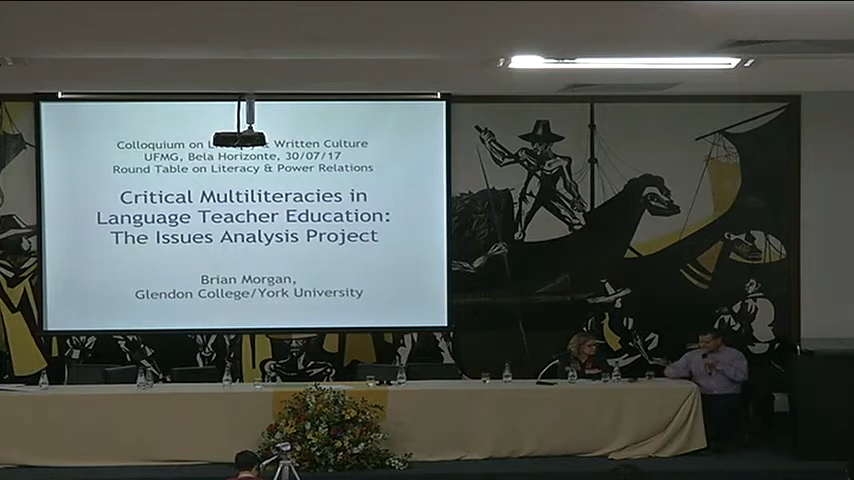 Colloquium on Literacy & Written Culture
UFMG, Bela Horizonte, 30/07/17
Round Table on Literacy & Power Relations
Critical Multiliteracies in
Language Teacher Education:
The Issues Analysis Project
Brian Morgan,
Glendon College/York University